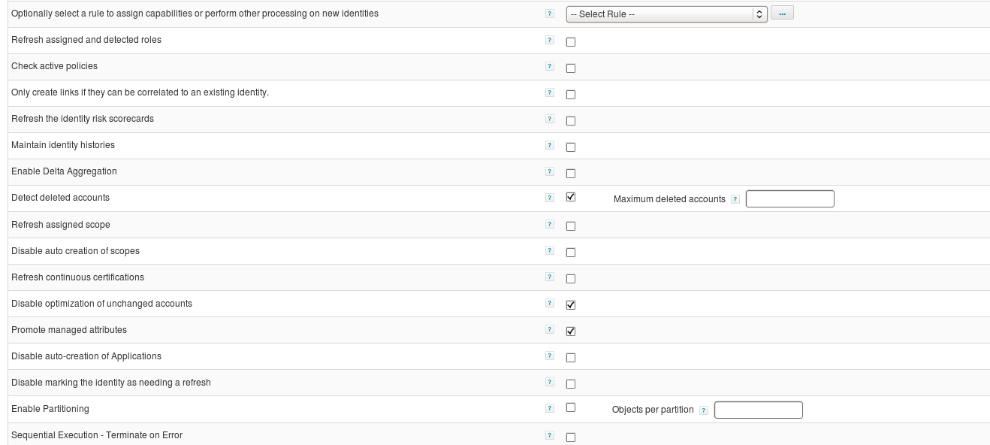 Optionally select a rule to assign capabilities or perform other processing on new identities ? -- Select Rule -- ...
Refresh assigned and detected roles ?
Check active policies ?
Only create links if they can be correlated to an existing identity. ?
Refresh the identity risk scorecards ?
Maintain identity histories ?
Enable Delta Aggregation ?
Detect deleted accounts ? Maximum deleted accounts ?
Refresh assigned scope ?
Disable auto creation of scopes ?
Refresh continuous certifications ?
Disable optimization of unchanged accounts ?
Promote managed attributes ?
Disable auto-creation of Applications ?
Disable marking the identity as needing a refresh ?
Enable Partitioning ? Objects per partition ?
Sequential Execution - Terminate on Error ?